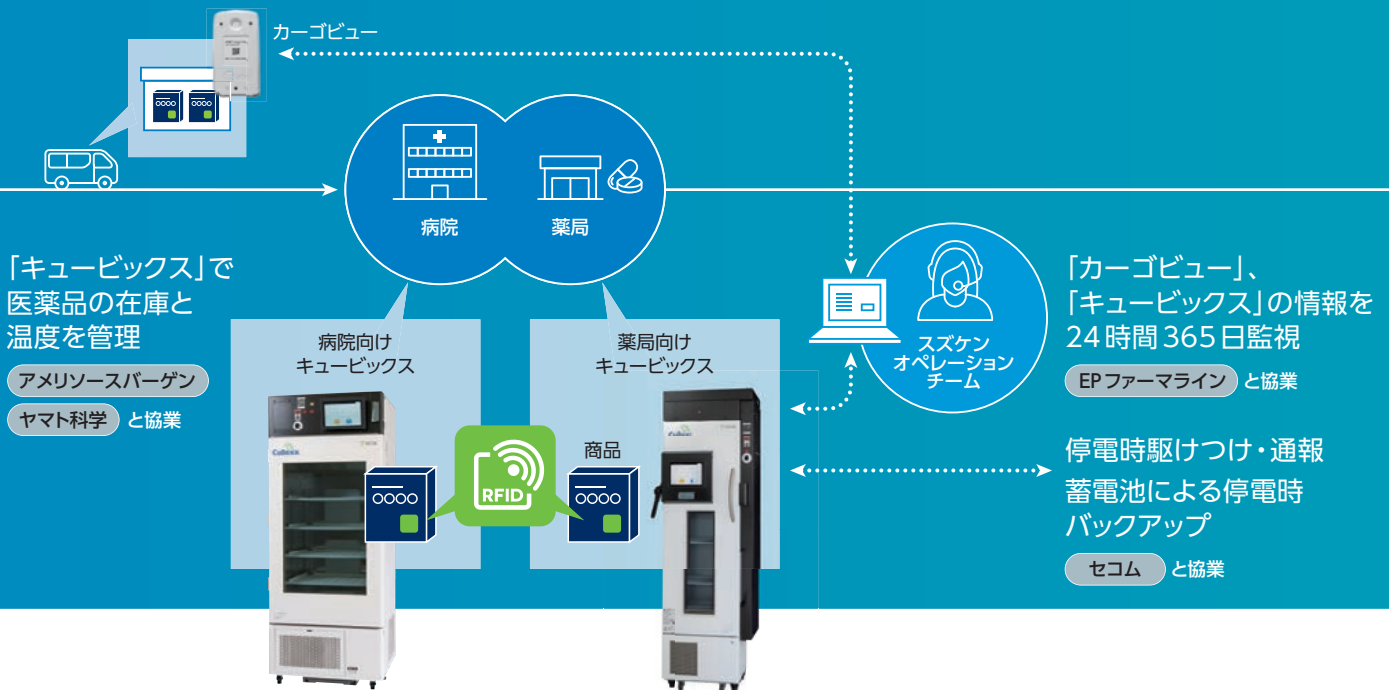 カーゴビュー
病院
薬局
「キュービックス」で
医薬品の在庫と
温度を管理
アメリソースバーゲン
ヤマト科学 と協業
病院向け
キュービックス
薬局向け
キュービックス
Cubixx
RFID
商品
0000
0000
スズケン
オペレーション
チーム
「カーゴビュー」、
「キュービックス」の情報を
24時間365日監視
EPファーマライン と協業
停電時駆けつけ・通報
蓄電池による停電時
バックアップ
セコム と協業